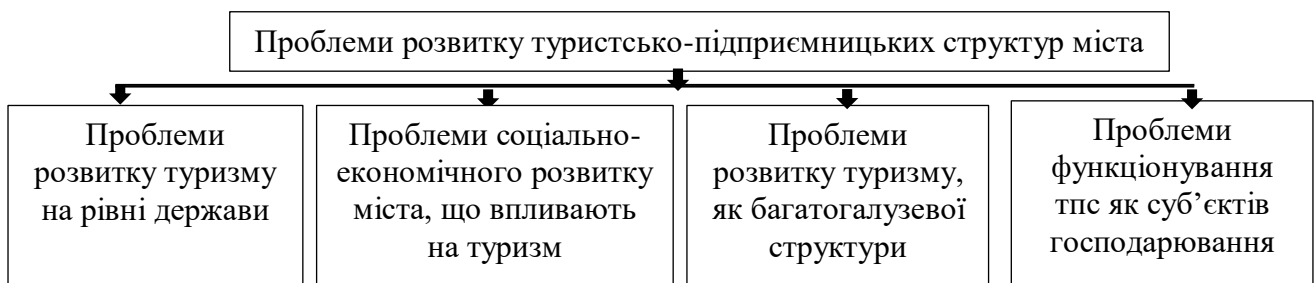 Проблеми розвитку туристсько-підприємницьких структур міста
Проблеми
розвитку туризму
на рівні держави
Проблеми соціально-
економічного розвитку
міста, що впливають
на туризм
Проблеми
розвитку туризму,
як багатогалузевої
структури
Проблеми
функціонування
тпс як суб’єктів
господарювання